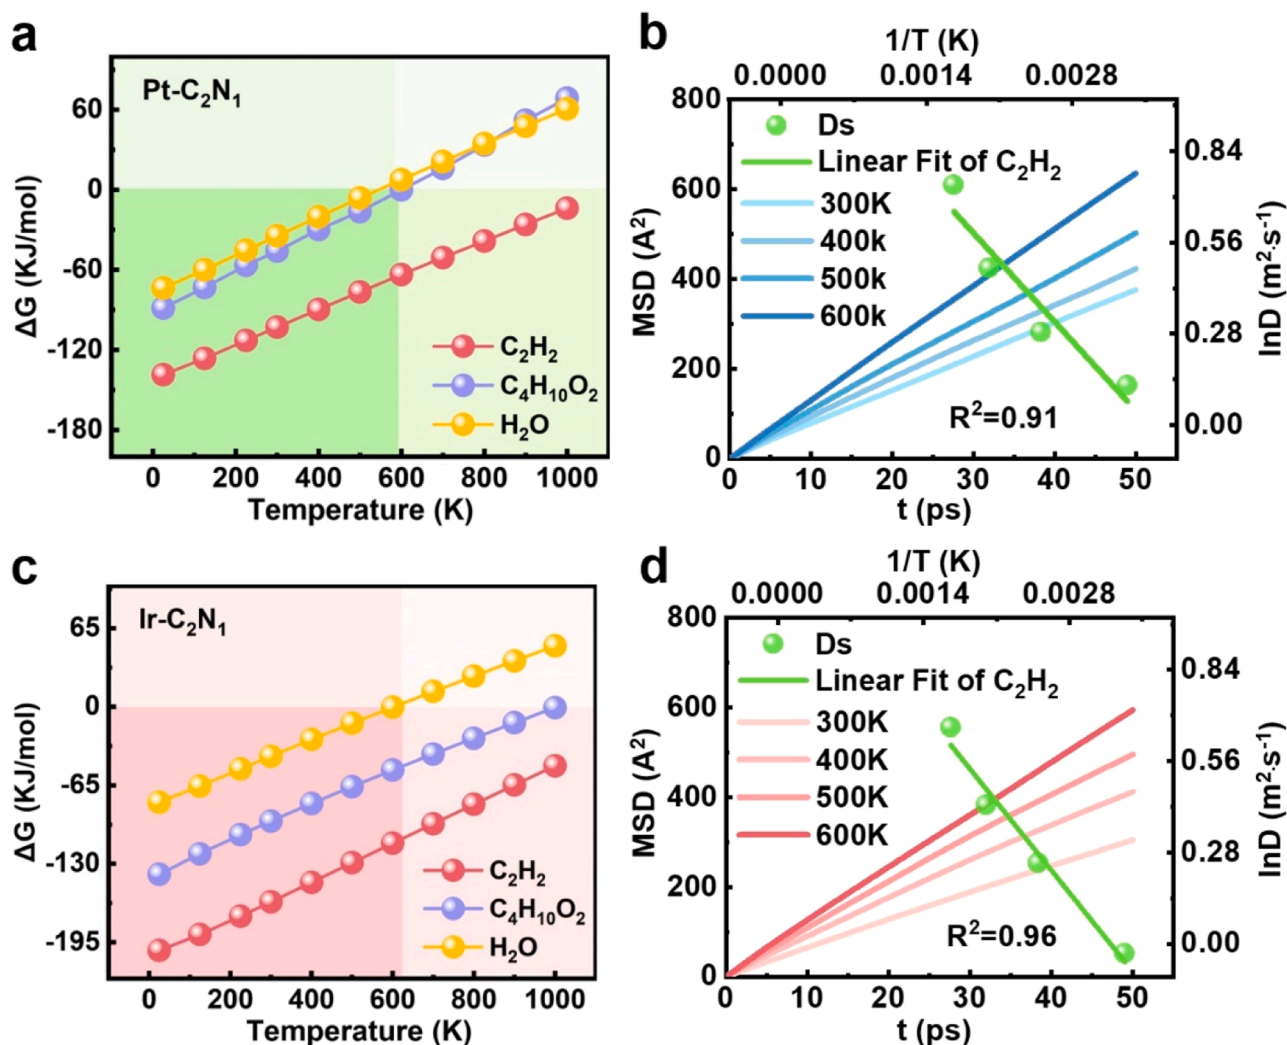 a
Pt-C₂N₁
60
0
-60
-120
-180
ΔG (KJ/mol)
C₂H₂
C₄H₁₀O₂
H₂O
0 200 400 600 800 1000
Temperature (K)
b
1/T (K)
0.0000 0.0014 0.0028
800
600
400
200
0
MSD (A²)
Ds
Linear Fit of C₂H₂
300K
400k
500k
600k
R²=0.91
0.84
0.56
0.28
0.00
lnD (m²·s⁻¹)
0 10 20 30 40 50
t (ps)
c
Ir-C₂N₁
65
0
-65
-130
-195
ΔG (KJ/mol)
C₂H₂
C₄H₁₀O₂
H₂O
0 200 400 600 800 1000
Temperature (K)
d
1/T (K)
0.0000 0.0014 0.0028
800
600
400
200
0
MSD (A²)
Ds
Linear Fit of C₂H₂
300K
400K
500K
600K
R²=0.96
0.84
0.56
0.28
0.00
lnD (m²·s⁻¹)
0 10 20 30 40 50
t (ps)